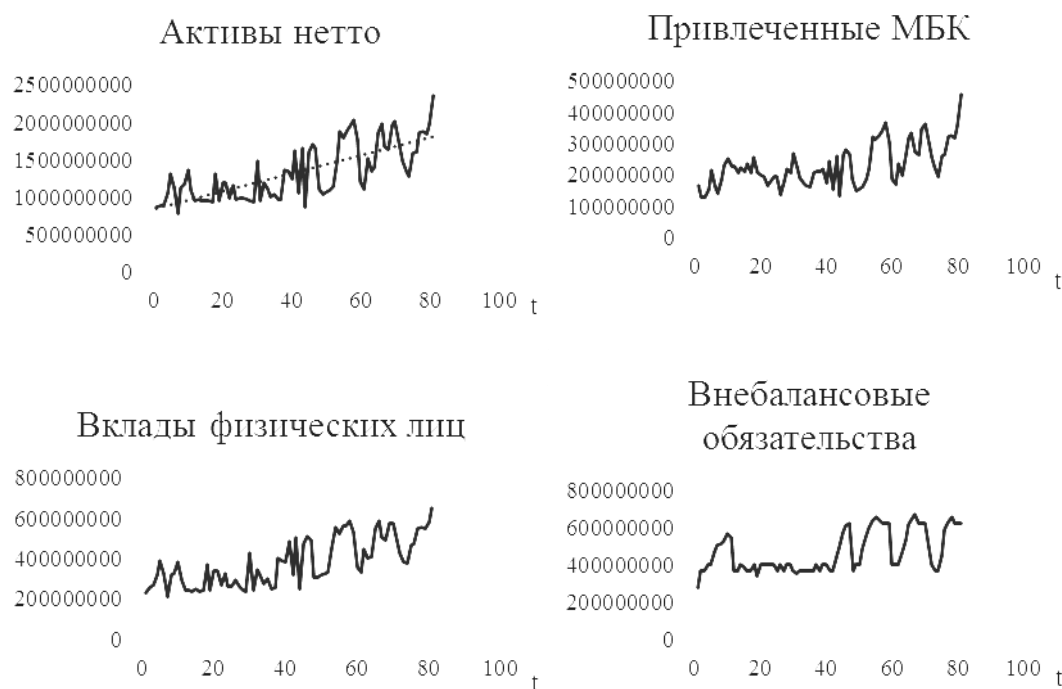 Активы нетто
2500000000
2000000000
1500000000
1000000000
500000000
0
0 20 40 60 80 100 t
Привлеченные МБК
500000000
400000000
300000000
200000000
100000000
0
0 20 40 60 80 100 t
Вклады физических лиц
800000000
600000000
400000000
200000000
0
0 20 40 60 80 100 t
Внебалансовые
обязательства
800000000
600000000
400000000
200000000
0
0 20 40 60 80 100 t